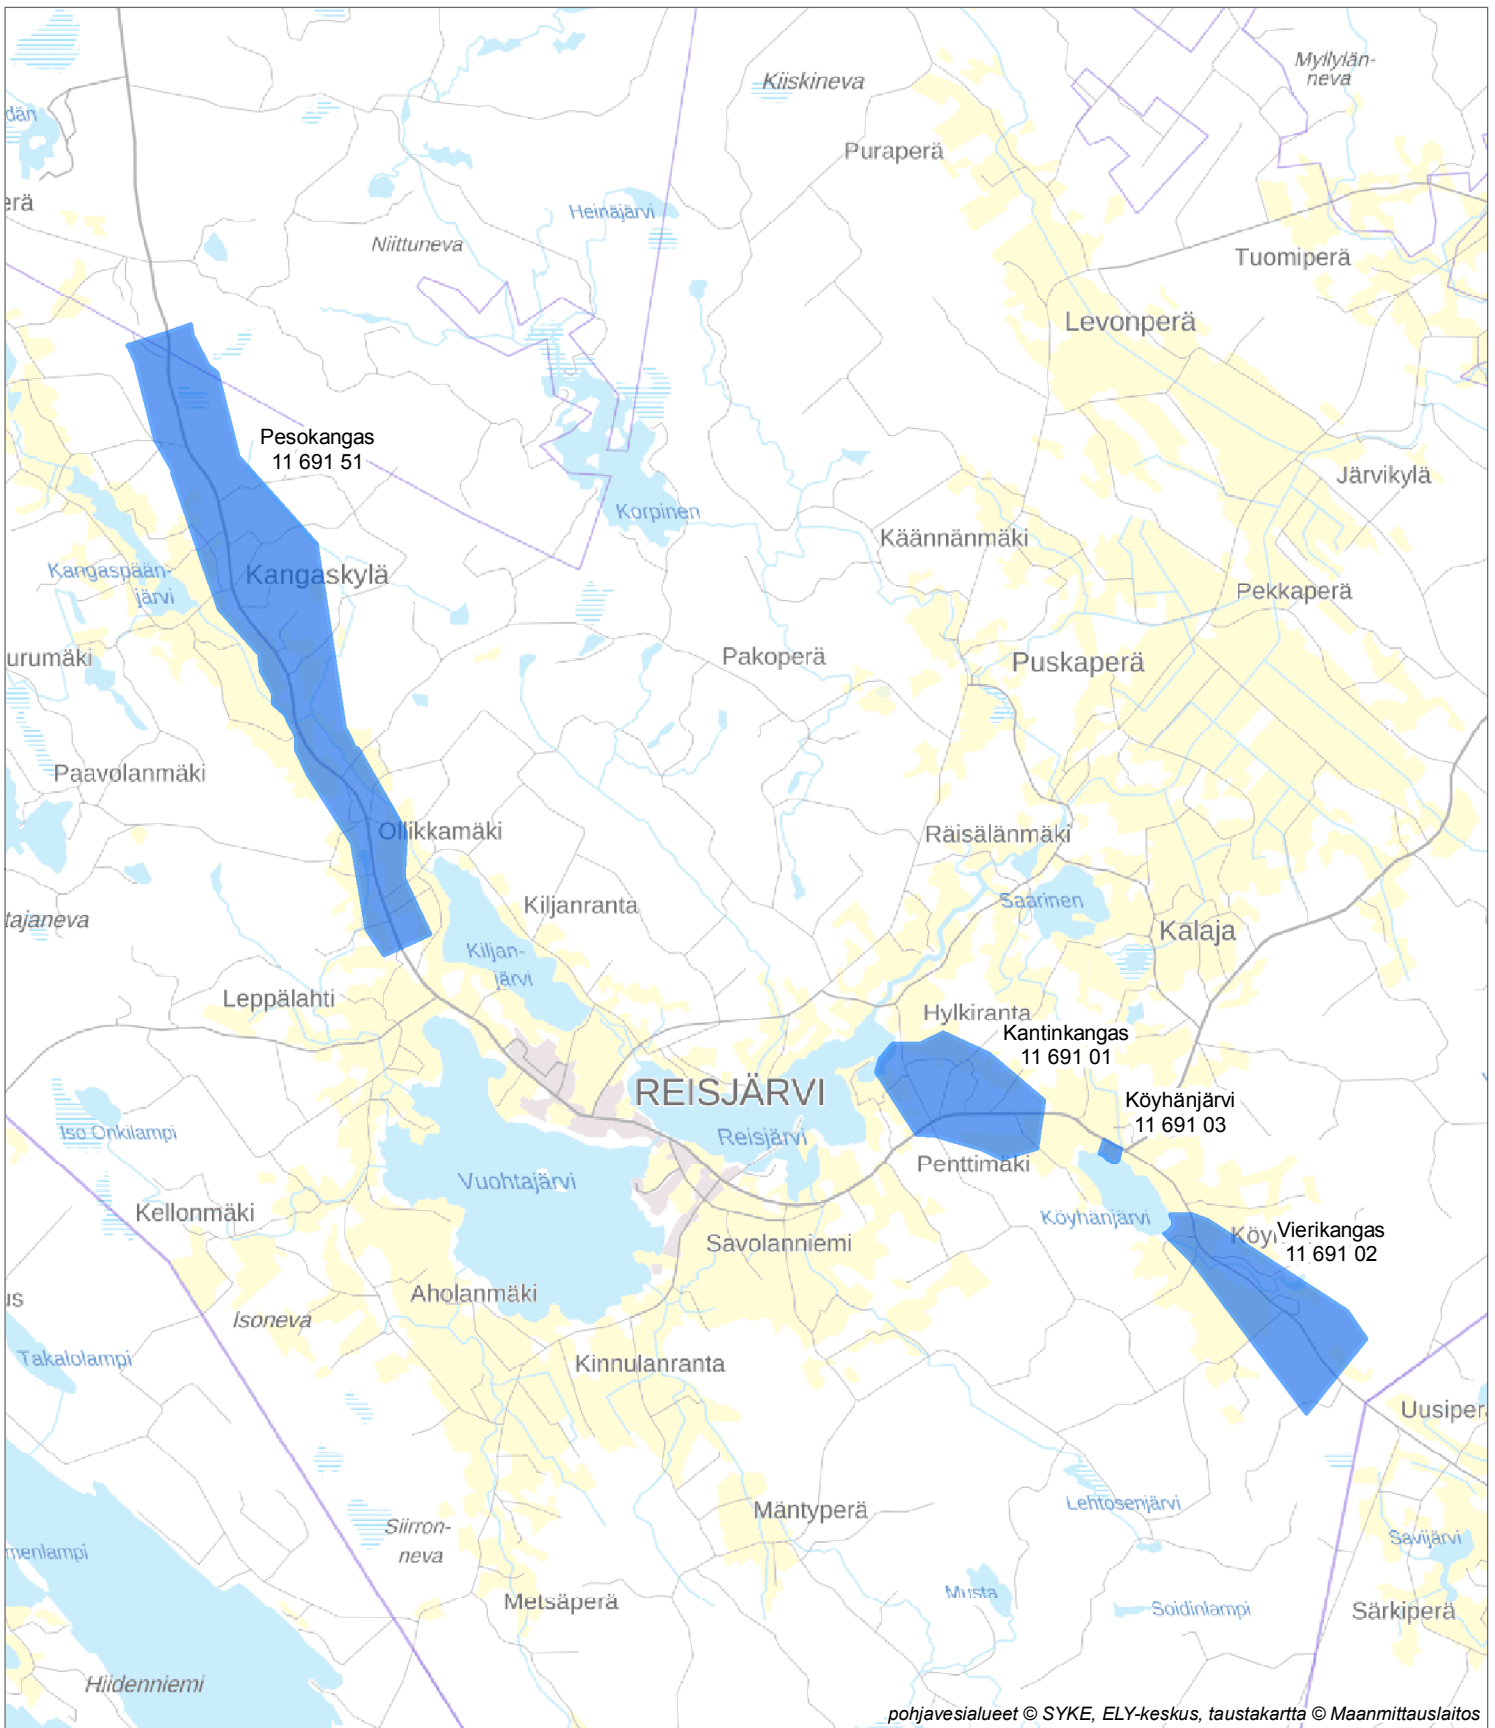 Myllylän-
neva
Kiiskineva
dän
Puraperä
erä
Heinäjärvi
Niittuneva
Tuomiperä
Levonperä
Pesokangas
11 691 51
Järvikylä
Korpinen
Käännänmäki
Kangaspään-
järvi
Kangaskylä
Pekkaperä
urumäki
Pakoperä
Puskaperä
Paavolanmäki
Ollikkamäki
Räisälänmäki
Kiljanranta
Saarinen
tajaneva
Kalaja
Kiljan-
järvi
Leppälahti
Hylkiranta
Kantinkangas
11 691 01
REISJÄRVI
Köyhänjärvi
11 691 03
Iso Onkilampi
Reisjärvi
Penttimäki
Vuohtajärvi
Kellonmäki
Köyhänjärvi
Köy
Vierikangas
11 691 02
Savolanniemi
Aholanmäki
us
Isoneva
Takalolampi
Kinnulanranta
Uusiper
Lehtosenjärvi
Mäntyperä
Siirron-
neva
Savijärvi
menlampi
Musta
Metsäperä
Soidinlampi
Särkiperä
Hiidenniemi
pohjavesialueet © SYKE, ELY-keskus, taustakartta © Maanmittauslaitos